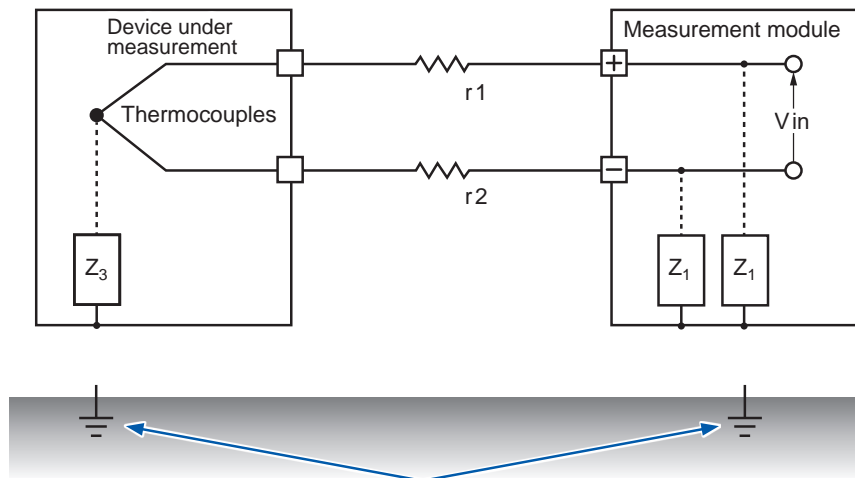 Device under
measurement
Measurement module
+
r1
Thermocouples
Vin
−
r2
Z3
Z1
Z1